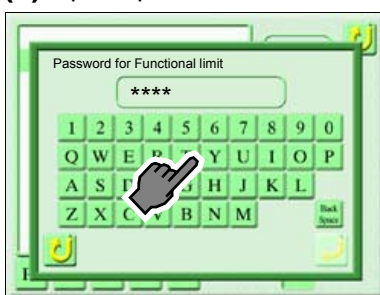 Password for Functional limit
****
1 2 3 4 5 6 7 8 9 0
Q W E R T Y U I O P
A S D G H J K L
Z X C V B N M Back Space